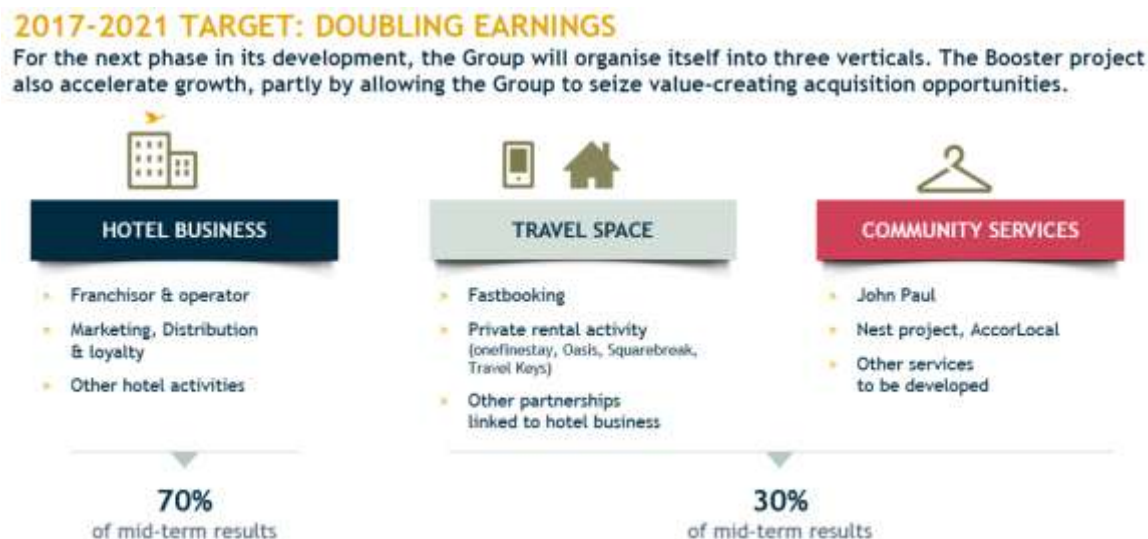 2017-2021 TARGET: DOUBLING EARNINGS
For the next phase in its development, the Group will organise itself into three verticals. The Booster project
also accelerate growth, partly by allowing the Group to seize value-creating acquisition opportunities.
HOTEL BUSINESS
Franchisor & operator
Marketing, Distribution
& loyalty
Other hotel activities
70%
of mid-term results
TRAVEL SPACE
Fastbooking
Private rental activity
(onefinestay, Oasis, Squarebreak,
Travel Keys)
Other partnerships
linked to hotel business
COMMUNITY SERVICES
John Paul
Nest project, AccorLocal
Other services
to be developed
30%
of mid-term results